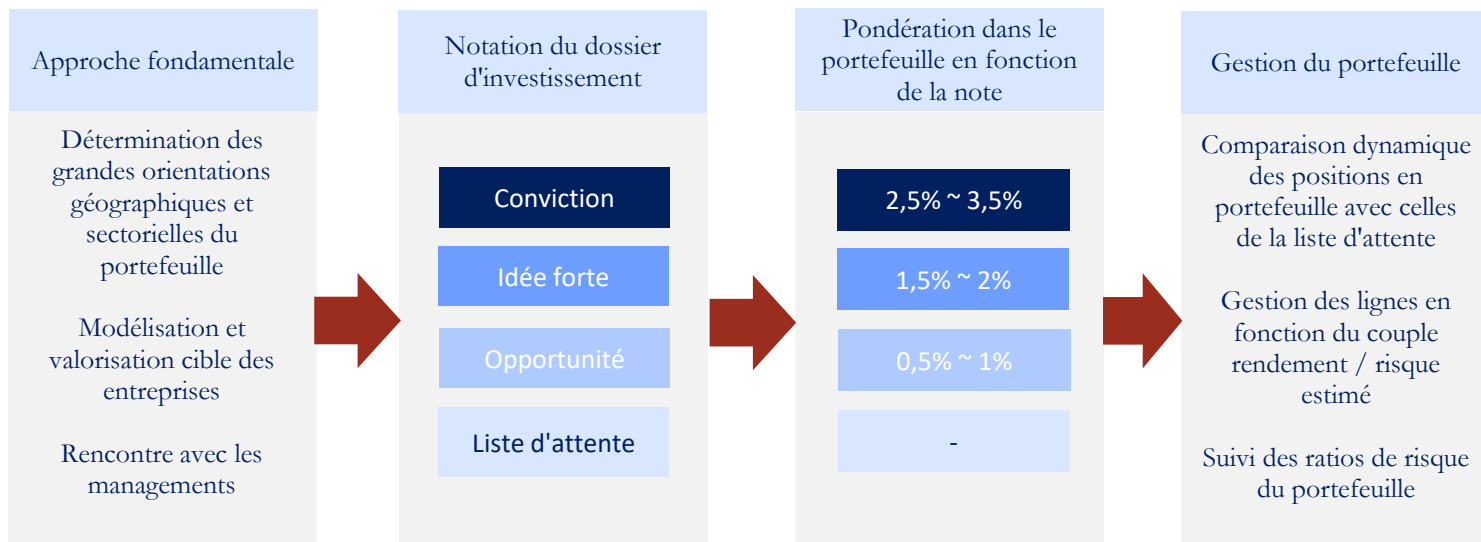 Approche fondamentale
Détermination des
grandes orientations
géographiques et
sectorielles du
portefeuille
Modélisation et
valorisation cible des
entreprises
Rencontre avec les
managements
Notation du dossier
d'investissement
Conviction
Idée forte
Opportunité
Liste d'attente
Pondération dans le
portefeuille en fonction
de la note
2,5% ~ 3,5%
1,5% ~ 2%
0,5% ~ 1%
-
Gestion du portefeuille
Comparaison dynamique
des positions en
portefeuille avec celles
de la liste d'attente
Gestion des lignes en
fonction du couple
rendement / risque
estimé
Suivi des ratios de risque
du portefeuille